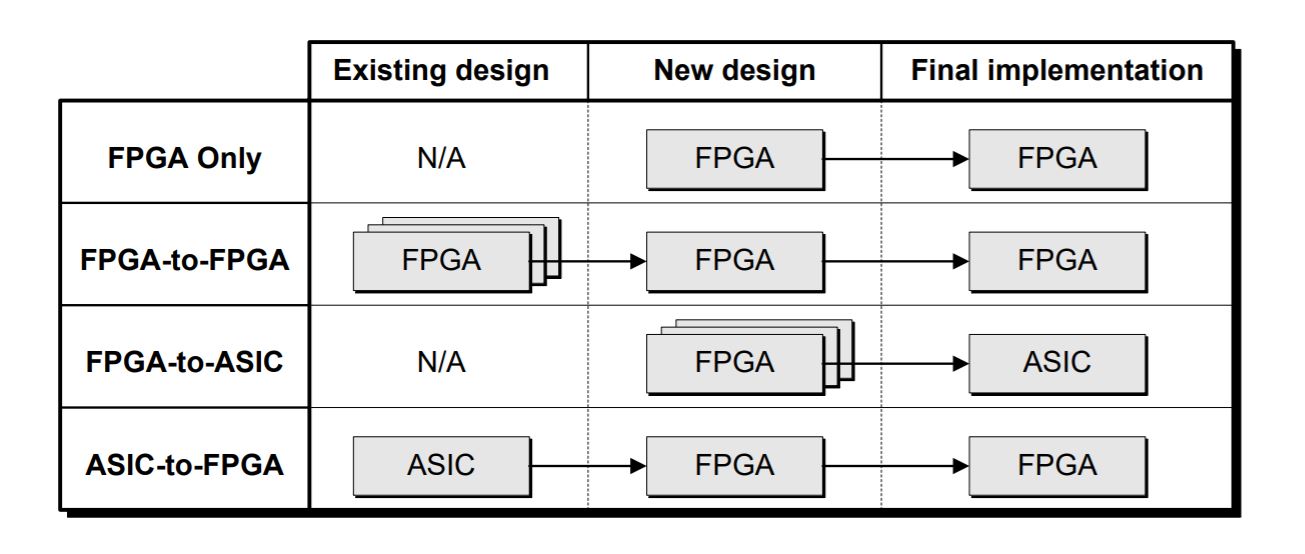 Existing design New design Final implementation
FPGA Only N/A FPGA FPGA
FPGA-to-FPGA FPGA FPGA FPGA
FPGA-to-ASIC N/A FPGA ASIC
ASIC-to-FPGA ASIC FPGA FPGA